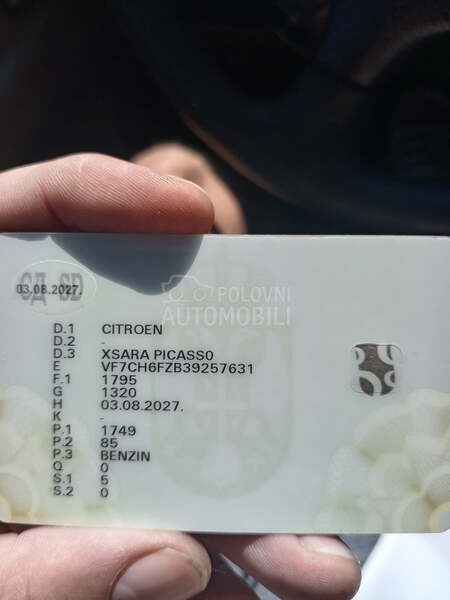 СД - SD
03.08.2027.
POLOVNI
AUTOMOBILI
D.1 CITROEN
D.2 -
D.3 XSARA PICASSO
E VF7CH6FZB39257631
F.1 1795
G 1320
H 03.08.2027.
K -
P.1 1749
P.2 85
P.3 BENZIN
Q 0
S.1 5
S.2 0